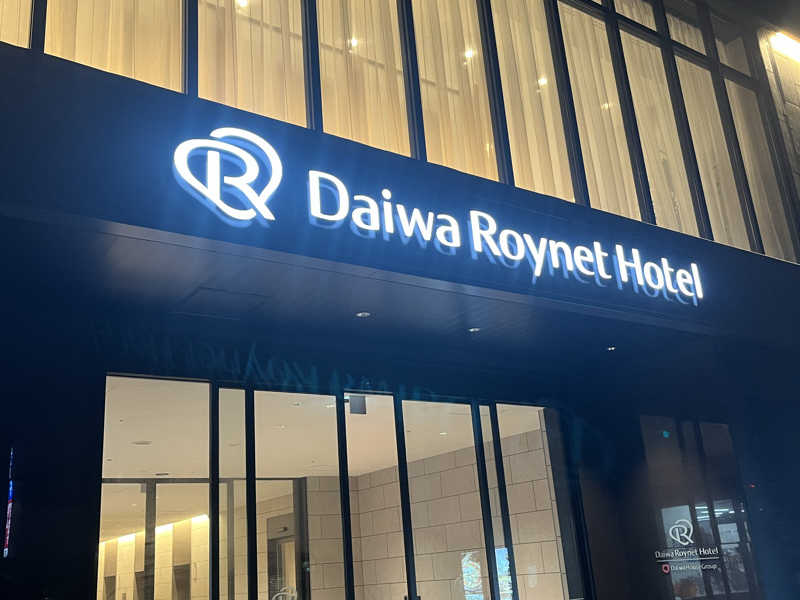 R Daiwa Roynet Hotel
R
Daiwa Roynet Hotel
Daiwa House Group